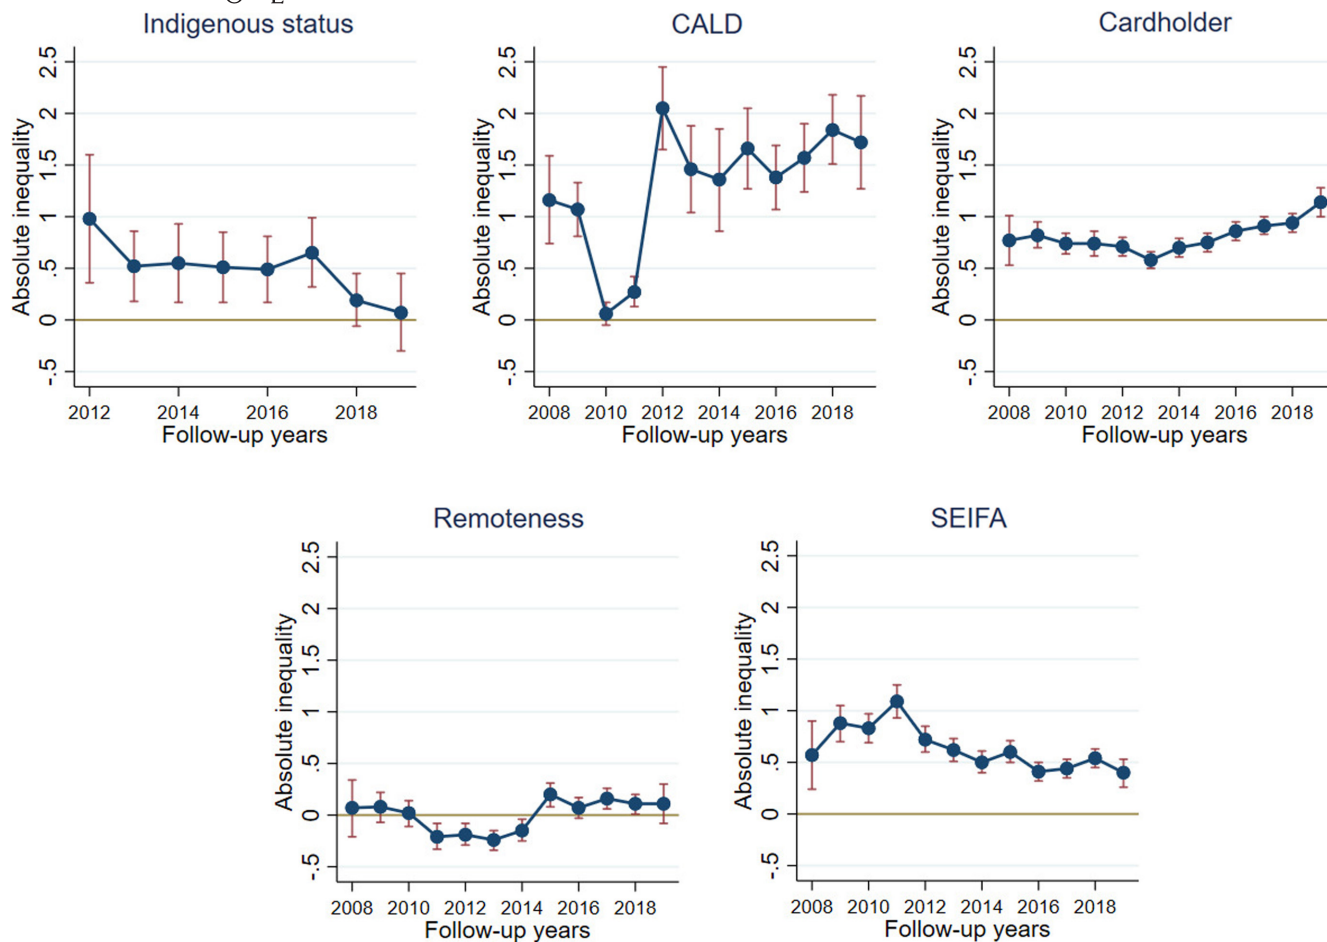 Indigenous status
2.5
2
1.5
1
.5
0
-.5
Absolute inequality
2012 2014 2016 2018
Follow-up years
CALD
2.5
2
1.5
1
.5
0
-.5
Absolute inequality
2008 2010 2012 2014 2016 2018
Follow-up years
Cardholder
2.5
2
1.5
1
.5
0
-.5
Absolute inequality
2008 2010 2012 2014 2016 2018
Follow-up years
Remoteness
2.5
2
1.5
1
.5
0
-.5
Absolute inequality
2008 2010 2012 2014 2016 2018
Follow-up years
SEIFA
2.5
2
1.5
1
.5
0
-.5
Absolute inequality
2008 2010 2012 2014 2016 2018
Follow-up years